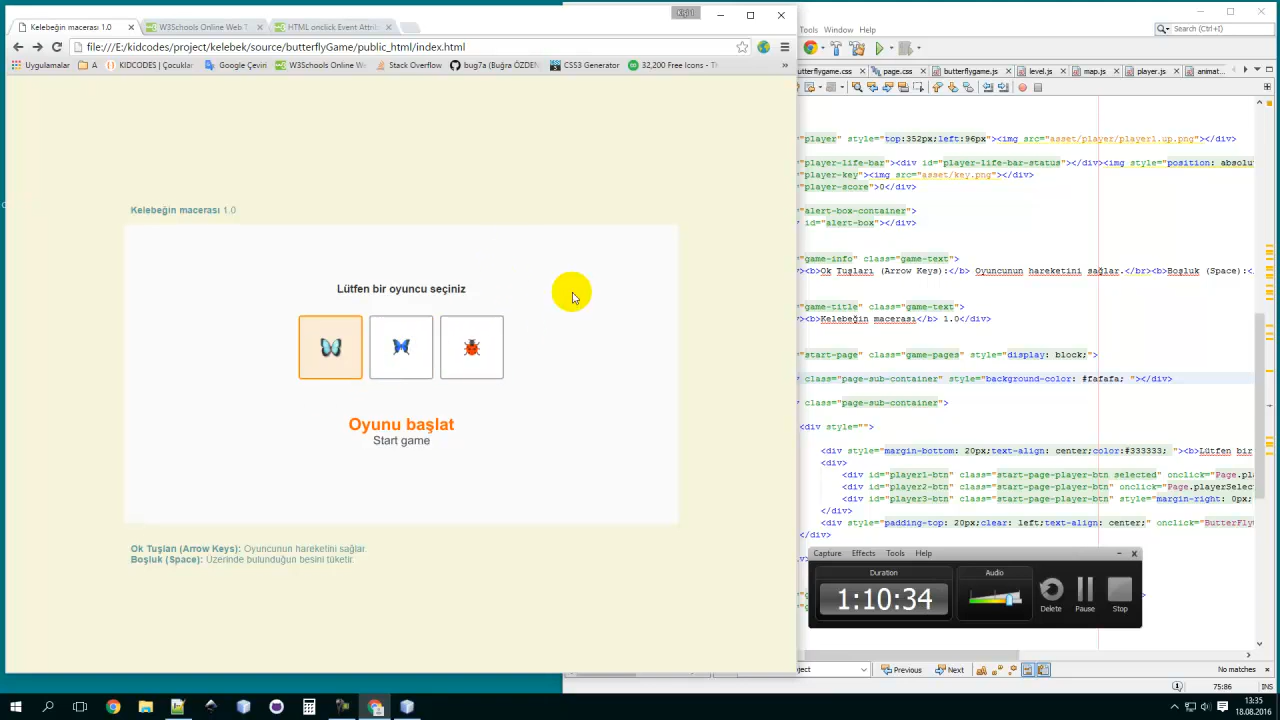 Kelebeğin macerası 1.0
W3Schools Online Web T
HTML onclick Event Attrib
file:///E:/kidcodes/project/kelebek/source/butterflyGame/public_html/index.html
Uygulamalar
A
KIDCODES | Çocuklar
Google Çeviri
W3Schools Online We
Stack Overflow
bug7a (Buğra ÖZDEN
CSS3 Generator
32,200 Free Icons -
Kelebeğin macerası 1.0
Lütfen bir oyuncu seçiniz
Oyunu başlat
Start game
Ok Tuşları (Arrow Keys): Oyuncunun hareketini sağlar.
Boşluk (Space): Üzerinde bulunduğun besini tüketir.
Tools Window Help
Search (Ctrl+I)
utterflygame.css
page.css
butterflygame.js
level.js
map.js
player.js
animat...
"player" style="top:352px;left:96px"><img src="asset/player/player1.up.png"></div>
"player-life-bar"><div id="player-life-bar-status"></div><img style="position: absolu
"player-key"><img src="asset/key.png"></div>
"player-score">0</div>
"alert-box-container">
id="alert-box"></div>
"game-info" class="game-text">
><b>Ok Tuşları (Arrow Keys):</b> Oyuncunun hareketini sağlar.</br><b>Boşluk (Space):<
"game-title" class="game-text">
><b>Kelebeğin macerası</b> 1.0</div>
"start-page" class="game-pages" style="display: block;">
class="page-sub-container" style="background-color: #fafafa; "></div>
class="page-sub-container">
<div style="">
<div style="margin-bottom: 20px;text-align: center;color:#333333; "><b>Lütfen bir
<div>
<div id="player1-btn" class="start-page-player-btn selected" onclick="Page.pla
<div id="player2-btn" class="start-page-player-btn" onclick="Page.playerSelec
<div id="player3-btn" class="start-page-player-btn" style="margin-right: 0px;
</div>
<div style="padding-top: 20px;clear: left;text-align: center;" onclick="ButterFly
</div>
Capture Effects Tools Help
Duration
Audio
1:10:34
Delete
Pause
Stop
oject
Previous
Next
No matches
75:86
INS
13:35
18.08.2016